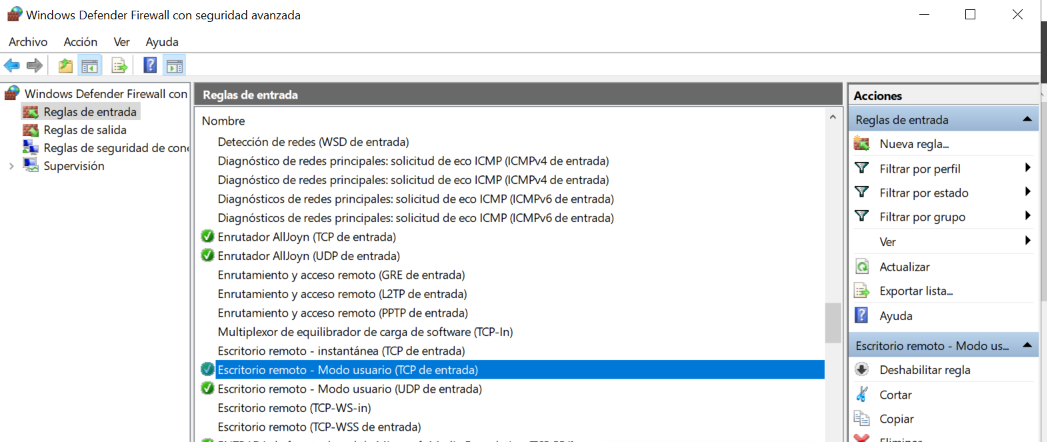 Windows Defender Firewall con seguridad avanzada
Archivo Acción Ver Ayuda
Windows Defender Firewall con
Reglas de entrada
Reglas de salida
Reglas de seguridad de cone
Supervisión
Reglas de entrada
Nombre
Detección de redes (WSD de entrada)
Diagnóstico de redes principales: solicitud de eco ICMP (ICMPv4 de entrada)
Diagnóstico de redes principales: solicitud de eco ICMP (ICMPv4 de entrada)
Diagnósticos de redes principales: solicitud de eco ICMP (ICMPv6 de entrada)
Diagnósticos de redes principales: solicitud de eco ICMP (ICMPv6 de entrada)
Enrutador AllJoyn (TCP de entrada)
Enrutador AllJoyn (UDP de entrada)
Enrutamiento y acceso remoto (GRE de entrada)
Enrutamiento y acceso remoto (L2TP de entrada)
Enrutamiento y acceso remoto (PPTP de entrada)
Multiplexor de equilibrador de carga de software (TCP-In)
Escritorio remoto - instantánea (TCP de entrada)
Escritorio remoto - Modo usuario (TCP de entrada)
Escritorio remoto - Modo usuario (UDP de entrada)
Escritorio remoto (TCP-WS-in)
Escritorio remoto (TCP-WSS de entrada)
Acciones
Reglas de entrada
Nueva regla...
Filtrar por perfil
Filtrar por estado
Filtrar por grupo
Ver
Actualizar
Exportar lista...
Ayuda
Escritorio remoto - Modo us...
Deshabilitar regla
Cortar
Copiar